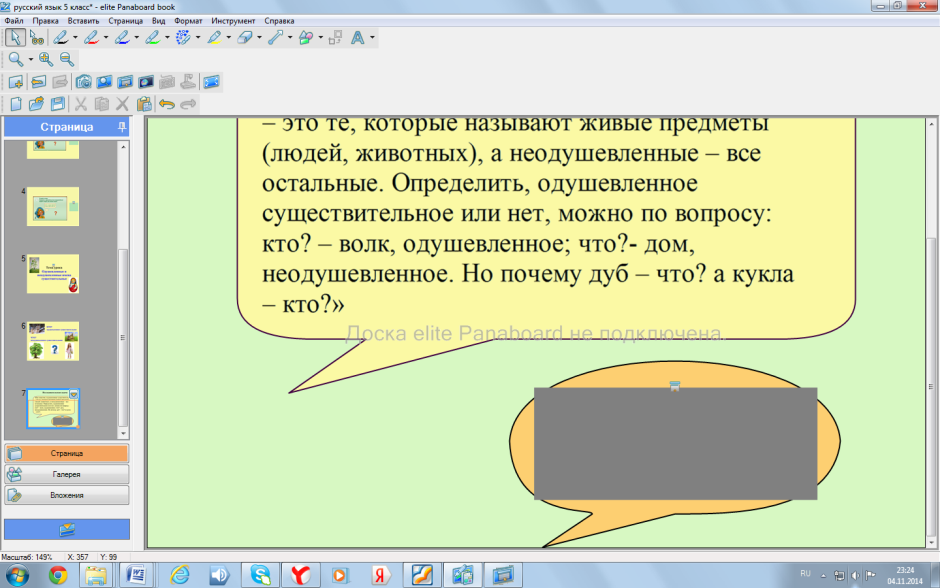 русский язык 5 класс* - elite Panaboard book
Файл Правка Вставить Страница Вид Формат Инструмент Справка
Страница
4
5
6
7
Страница
Галерея
Вложения
– это те, которые называют живые предметы
(людей, животных), а неодушевленные – все
остальные. Определить, одушевленное
существительное или нет, можно по вопросу:
кто? – волк, одушевленное; что?- дом,
неодушевленное. Но почему дуб – что? а кукла
– кто?»
Доска elite Panaboard не подключена.
Масштаб: 149% X: 357 Y: 99
RU
23:24
04.11.2014